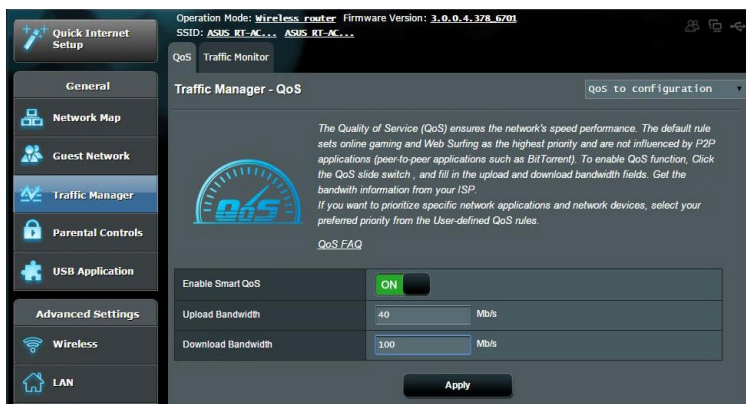 Quick Internet
Setup
Operation Mode: Wireless router Firmware Version: 3.0.0.4.378_6701
SSID: ASUS_RT-AC... ASUS_RT-AC...
QoS Traffic Monitor
General
Network Map
Guest Network
Traffic Manager
Parental Controls
USB Application
Advanced Settings
Wireless
LAN
Traffic Manager - QoS
QoS to configuration
QoS
The Quality of Service (QoS) ensures the network's speed performance. The default rule
sets online gaming and Web Surfing as the highest priority and are not influenced by P2P
applications (peer-to-peer applications such as BitTorrent). To enable QoS function, Click
the QoS slide switch , and fill in the upload and download bandwidth fields. Get the
bandwith information from your ISP.
If you want to prioritize specific network applications and network devices, select your
preferred priority from the User-defined QoS rules.
QoS FAQ
Enable Smart QoS ON
Upload Bandwidth 40 Mb/s
Download Bandwidth 100 Mb/s
Apply